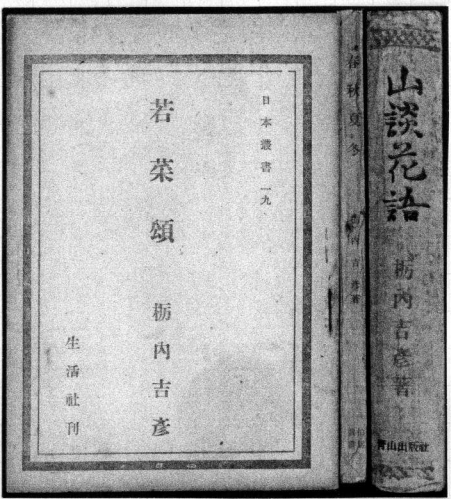 山談花語
栃内吉彦著
青山出版社
春秋夏冬
栃内吉彦著
日本叢書一九
若菜頌
栃内吉彦
生活社刊